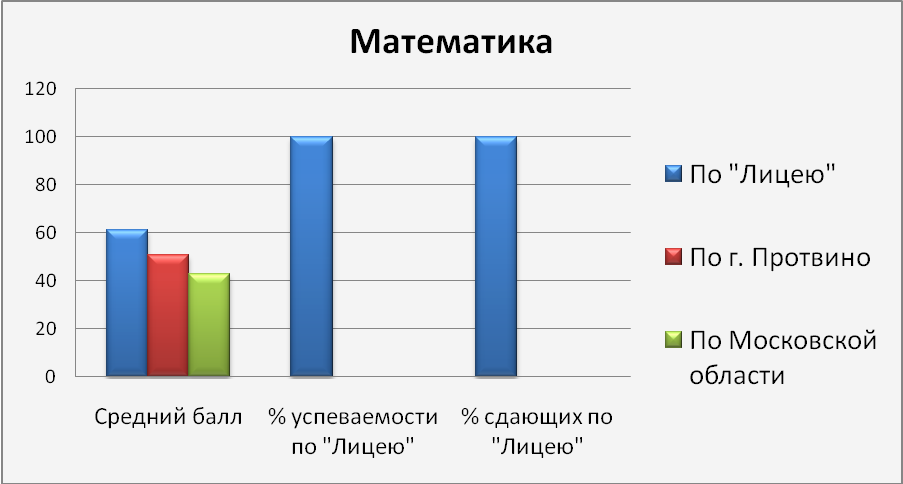 Математика
120
100
80
60
40
20
0
Средний балл
% успеваемости
по "Лицею"
% сдающих по
"Лицею"
По "Лицею"
По г. Протвино
По Московской
области